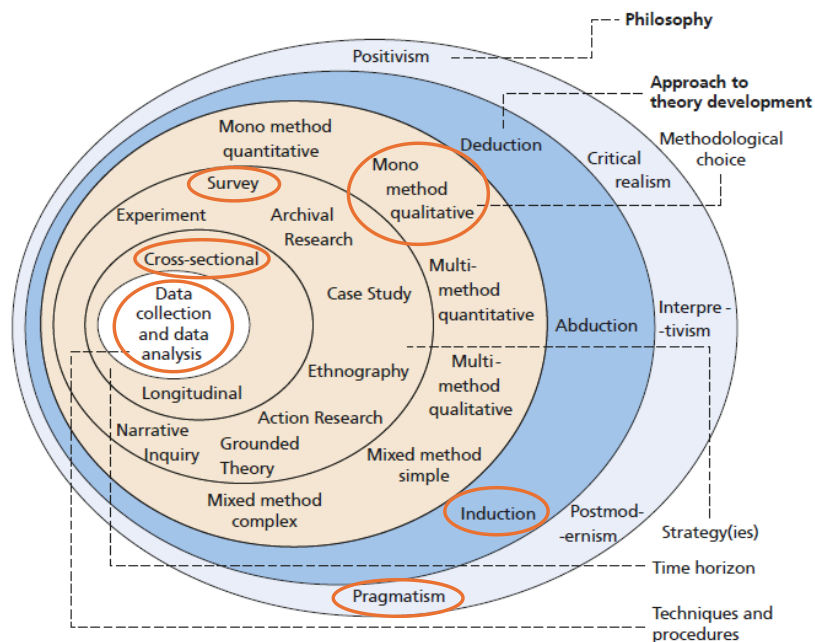 Philosophy
Positivism
Approach to
theory development
Mono method
quantitative
Deduction
Methodological
choice
Critical
realism
Mono
method
qualitative
Survey
Experiment
Archival
Research
Cross-sectional
Multi-
method
quantitative
Data
collection
and data
analysis
Case Study
Interpre -
-tivism
Abduction
Ethnography
Multi-
method
qualitative
Longitudinal
Action Research
Narrative
Inquiry
Grounded
Theory
Mixed method
simple
Mixed method
complex
Induction
Postmod-
-ernism
Strategy(ies)
Time horizon
Pragmatism
Techniques and
procedures